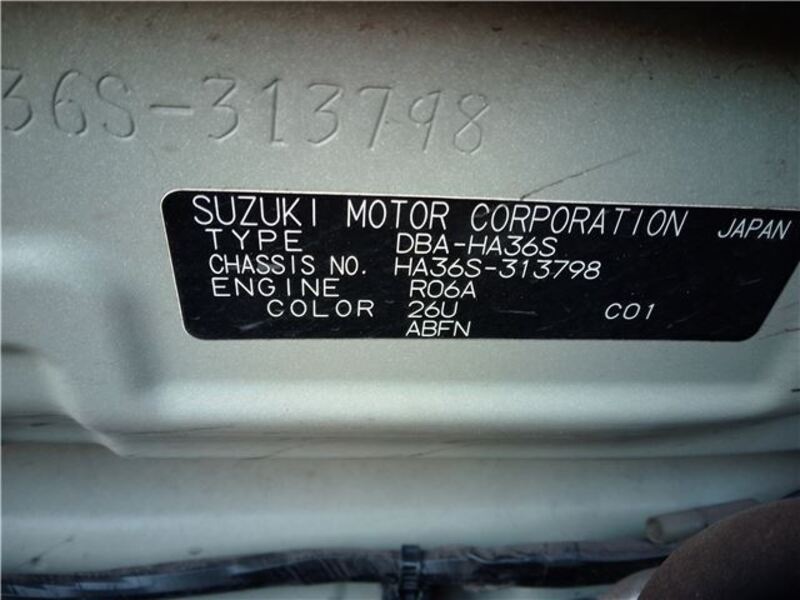 36S-313798
SUZUKI MOTOR CORPORATION JAPAN
TYPE DBA-HA36S
CHASSIS NO. HA36S-313798
ENGINE R06A
COLOR 26U C01
ABFN